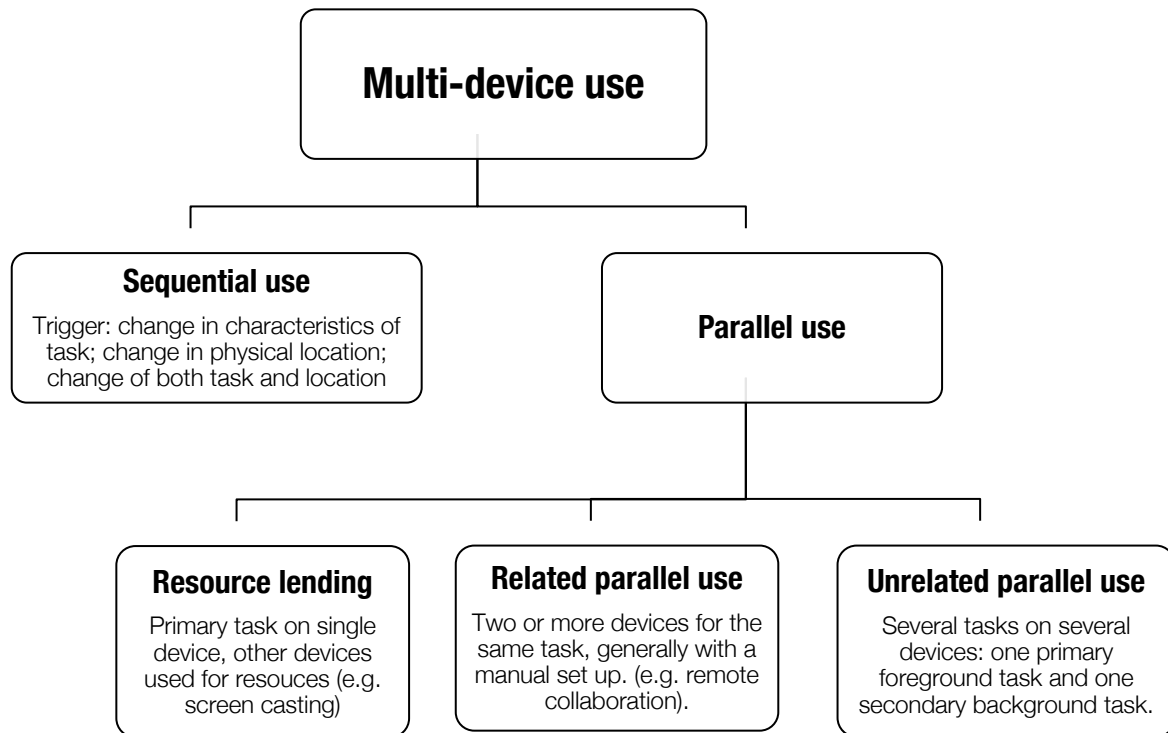 Multi-device use
Sequential use
Trigger: change in characteristics of
task; change in physical location;
change of both task and location
Parallel use
Resource lending
Primary task on single
device, other devices
used for resouces (e.g.
screen casting)
Related parallel use
Two or more devices for the
same task, generally with a
manual set up. (e.g. remote
collaboration).
Unrelated parallel use
Several tasks on several
devices: one primary
foreground task and one
secondary background task.